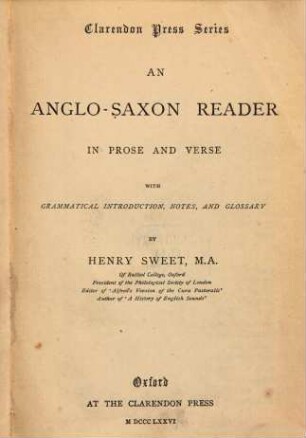 Clarendon Press Series
AN
ANGLO-SAXON READER
IN PROSE AND VERSE
WITH
GRAMMATICAL INTRODUCTION, NOTES, AND GLOSSARY
BY
HENRY SWEET, M.A.
Of Balliol College, Oxford
President of the Philological Society of London
Editor of "Alfred's Version of the Cura Pastoralis"
Author of "A History of English Sounds"
Oxford
AT THE CLARENDON PRESS
M DCCC LXXVI